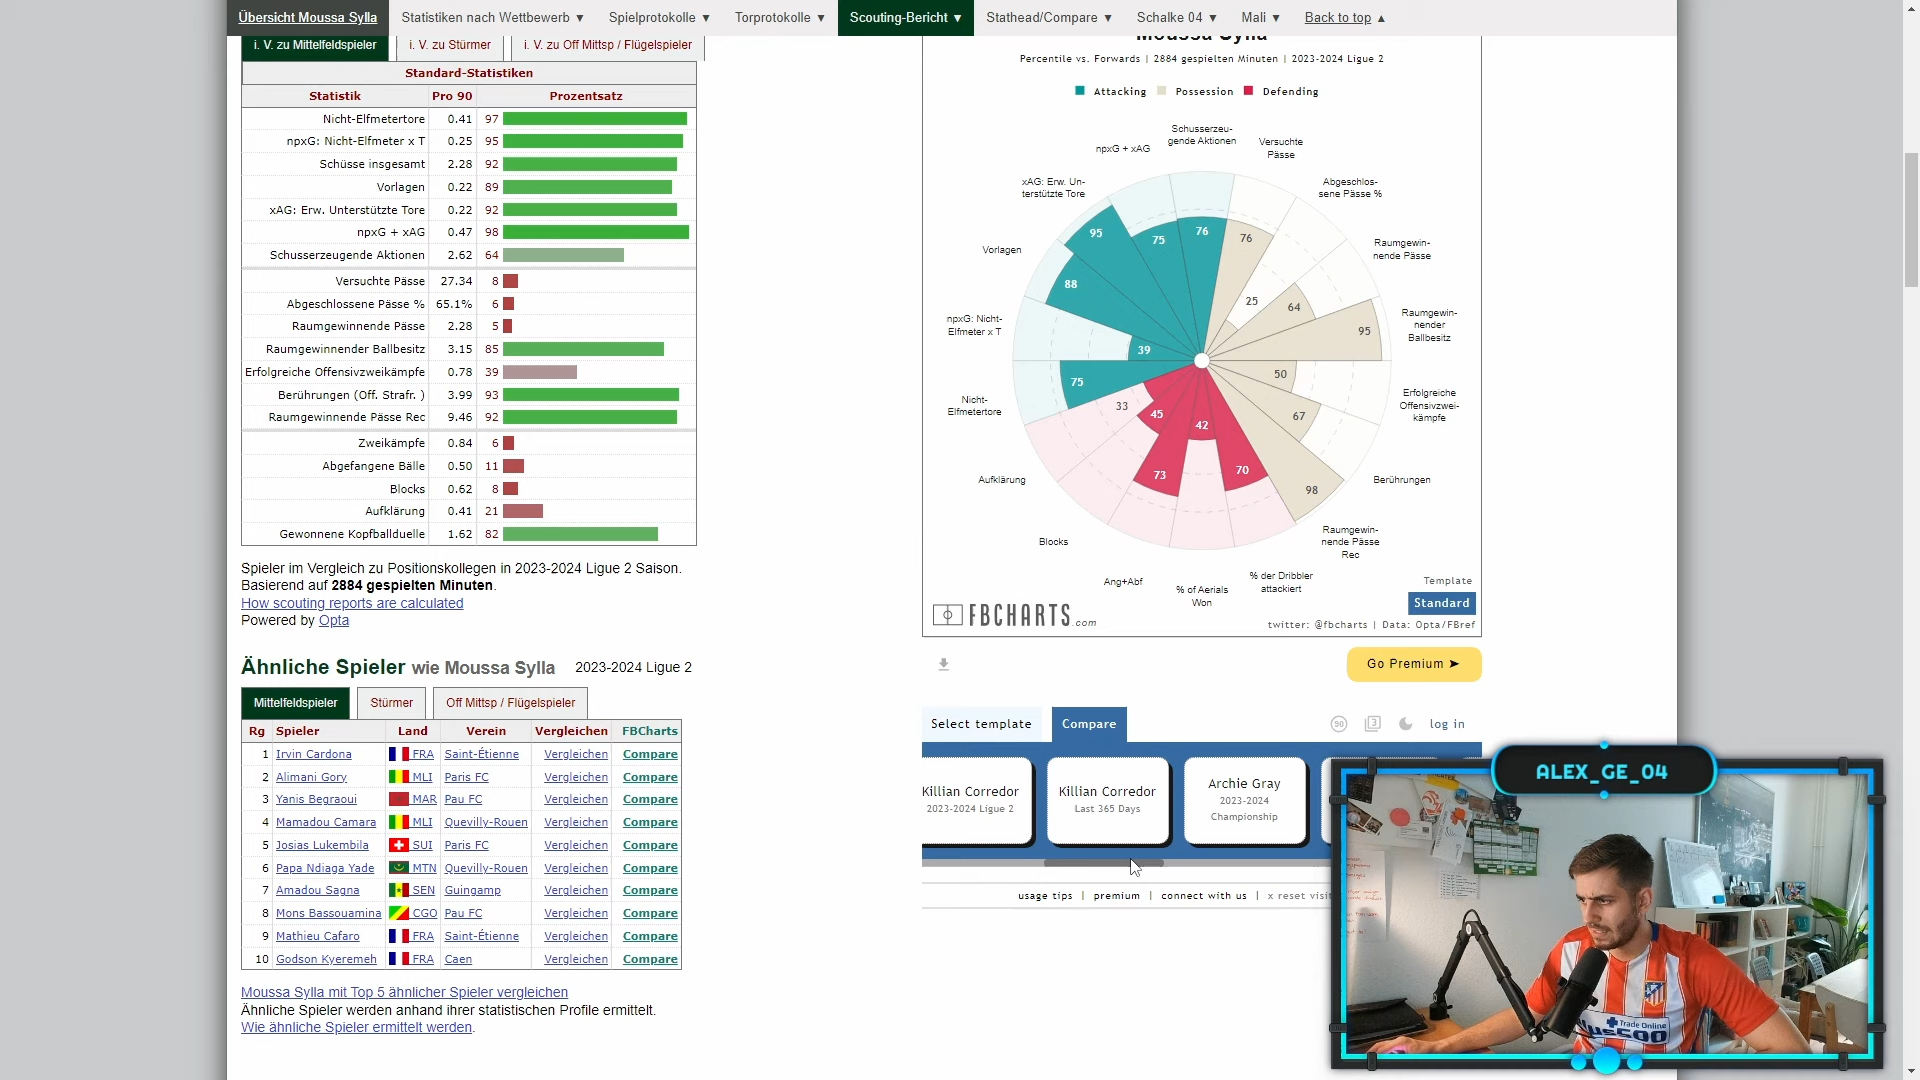 Übersicht Moussa Sylla
Statistiken nach Wettbewerb ▼
Spielprotokolle ▼
Torprotokolle ▼
Scouting-Bericht ▼
Stathead/Compare ▼
Schalke 04 ▼
Mali ▼
Back to top ▲
i. V. zu Mittelfeldspieler
i. V. zu Stürmer
i. V. zu Off Mittsp / Flügelspieler
Standard-Statistiken
Statistik Pro 90 Prozentsatz
Nicht-Elfmetertore 0.41 97
npxG: Nicht-Elfmeter x T 0.25 95
Schüsse insgesamt 2.28 92
Vorlagen 0.22 89
xAG: Erw. Unterstützte Tore 0.22 92
npxG + xAG 0.47 98
Schusserzeugende Aktionen 2.62 64
Versuchte Pässe 27.34 8
Abgeschlossene Pässe % 65.1% 6
Raumgewinnende Pässe 2.28 5
Raumgewinnender Ballbesitz 3.15 85
Erfolgreiche Offensivzweikämpfe 0.78 39
Berührungen (Off. Strafr. ) 3.99 93
Raumgewinnende Pässe Rec 9.46 92
Zweikämpfe 0.84 6
Abgefangene Bälle 0.50 11
Blocks 0.62 8
Aufklärung 0.41 21
Gewonnene Kopfballduelle 1.62 82
Spieler im Vergleich zu Positionskollegen in 2023-2024 Ligue 2 Saison.
Basierend auf 2884 gespielten Minuten.
How scouting reports are calculated
Powered by Opta
Ähnliche Spieler wie Moussa Sylla 2023-2024 Ligue 2
Mittelfeldspieler
Stürmer
Off Mittsp / Flügelspieler
Rg Spieler Land Verein Vergleichen FBCharts
1 Irvin Cardona FRA Saint-Étienne Vergleichen Compare
2 Alimani Gory MLI Paris FC Vergleichen Compare
3 Yanis Begraoui MAR Pau FC Vergleichen Compare
4 Mamadou Camara MLI Quevilly-Rouen Vergleichen Compare
5 Josias Lukembila SUI Paris FC Vergleichen Compare
6 Papa Ndiaga Yade MTN Quevilly-Rouen Vergleichen Compare
7 Amadou Sagna SEN Guingamp Vergleichen Compare
8 Mons Bassouamina CGO Pau FC Vergleichen Compare
9 Mathieu Cafaro FRA Saint-Étienne Vergleichen Compare
10 Godson Kyeremeh FRA Caen Vergleichen Compare
Moussa Sylla mit Top 5 ähnlicher Spieler vergleichen
Ähnliche Spieler werden anhand ihrer statistischen Profile ermittelt.
Wie ähnliche Spieler ermittelt werden.
Moussa Sylla
Percentile vs. Forwards | 2884 gespielten Minuten | 2023-2024 Ligue 2
Attacking
Possession
Defending
Schusserzeu-
gende Aktionen
Versuchte
Pässe
npxG + xAG
xAG: Erw. Un-
terstützte Tore
Abgeschlos-
sene Pässe %
Vorlagen
Raumgewin-
nende Pässe
npxG: Nicht-
Elfmeter x T
Raumgewin-
nender
Ballbesitz
Nicht-
Elfmetertore
Erfolgreiche
Offensivzwei-
kämpfe
Aufklärung
Berührungen
Blocks
Raumgewin-
nende Pässe
Rec
Ang+Abf
% of Aerials
Won
% der Dribbler
attackiert
95
75
76
76
88
25
64
39
95
75
50
33
45
42
67
73
70
98
Template
Standard
FBCHARTS.com
twitter: @fbcharts | Data: Opta/FBref
Go Premium ➤
Select template
Compare
90
3
log in
Killian Corredor
2023-2024 Ligue 2
Killian Corredor
Last 365 Days
Archie Gray
2023-2024
Championship
usage tips | premium | connect with us | x reset visi
ALEX_GE_04
Trade Online